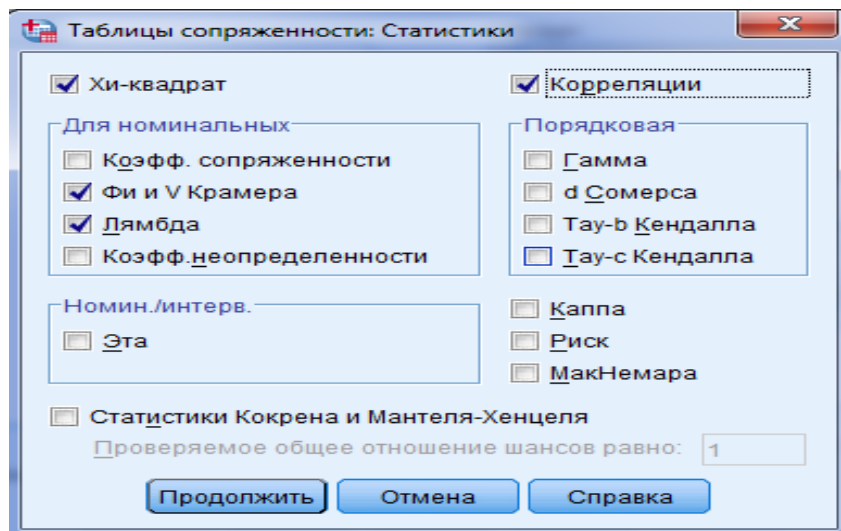 Таблицы сопряженности: Статистики
Хи-квадрат
Корреляции
Для номинальных
Коэфф. сопряженности
Фи и V Крамера
Лямбда
Коэфф.неопределенности
Порядковая
Гамма
d Сомерса
Тау-b Кендалла
Тау-c Кендалла
Номин./интерв.
Эта
Каппа
Риск
МакНемара
Статистики Кокрена и Мантеля-Хенцеля
Проверяемое общее отношение шансов равно: 1
Продолжить Отмена Справка